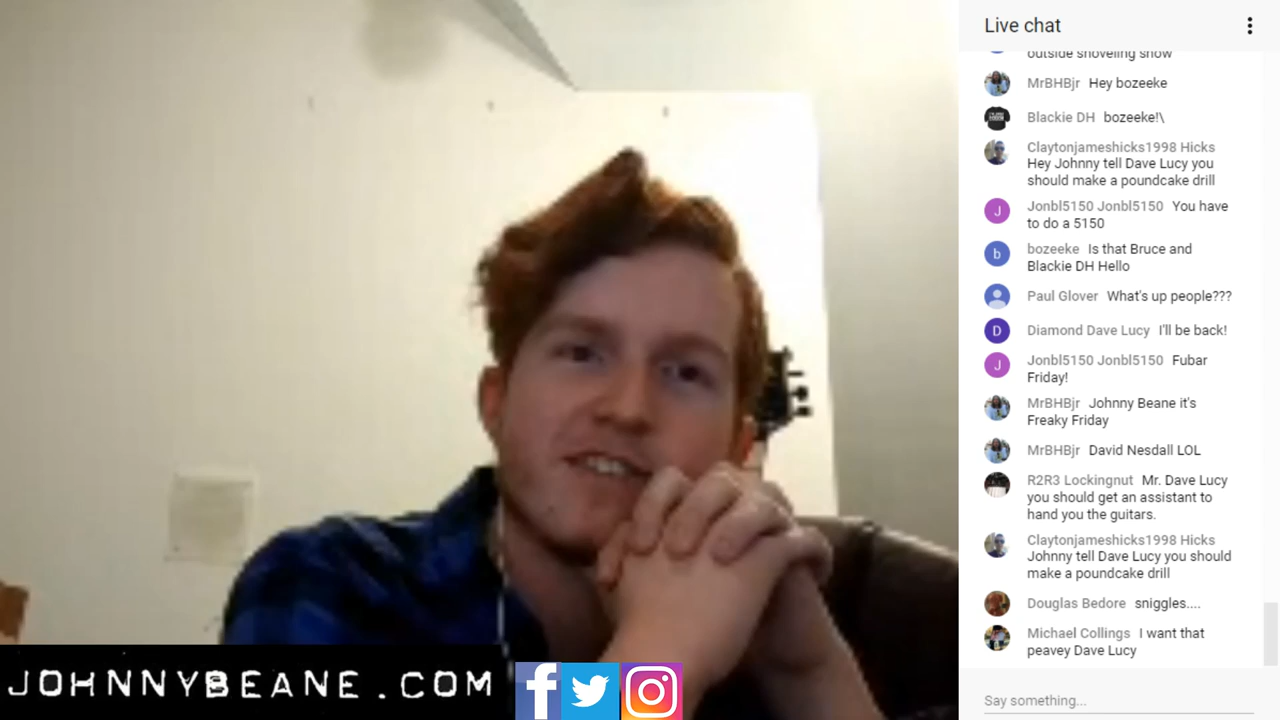 Live chat
outside shoveling snow
MrBHBjr Hey bozeeke
Blackie DH bozeeke!\
Claytonjameshicks1998 Hicks
Hey Johnny tell Dave Lucy you
should make a poundcake drill
J Jonbl5150 Jonbl5150 You have
to do a 5150
b bozeeke Is that Bruce and
Blackie DH Hello
Paul Glover What's up people???
D Diamond Dave Lucy I'll be back!
J Jonbl5150 Jonbl5150 Fubar
Friday!
MrBHBjr Johnny Beane it's
Freaky Friday
MrBHBjr David Nesdall LOL
R2R3 Lockingnut Mr. Dave Lucy
you should get an assistant to
hand you the guitars.
Claytonjameshicks1998 Hicks
Johnny tell Dave Lucy you should
make a poundcake drill
Douglas Bedore sniggles....
Michael Collings I want that
peavey Dave Lucy
Say something...
JOHNNYBEANE.COM